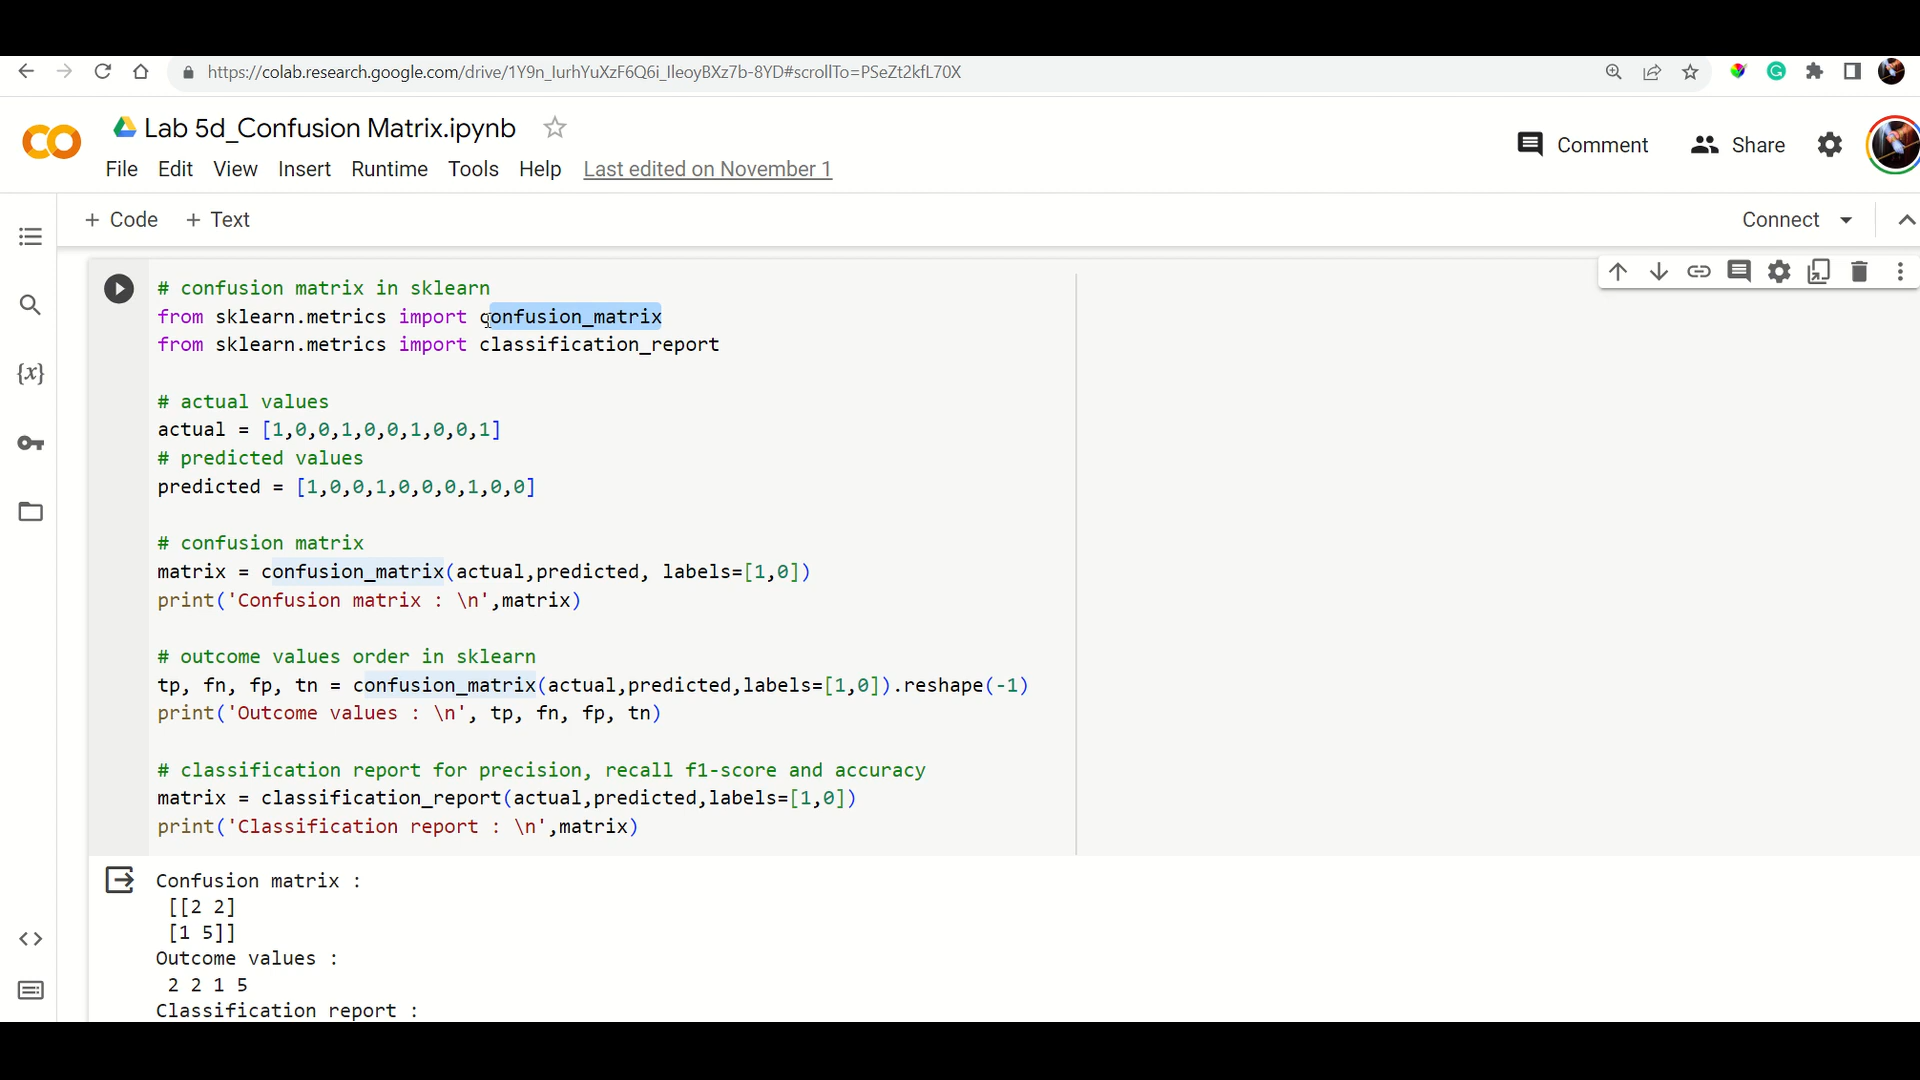 https://colab.research.google.com/drive/1Y9n_IurhYuXzF6Q6i_lleoyBXz7b-8YD#scrollTo=PSeZt2kfL70X
Lab 5d_Confusion Matrix.ipynb
Comment
Share
File Edit View Insert Runtime Tools Help Last edited on November 1
+ Code + Text
Connect
# confusion matrix in sklearn
from sklearn.metrics import confusion_matrix
from sklearn.metrics import classification_report
# actual values
actual = [1,0,0,1,0,0,1,0,0,1]
# predicted values
predicted = [1,0,0,1,0,0,0,1,0,0]
# confusion matrix
matrix = confusion_matrix(actual,predicted, labels=[1,0])
print('Confusion matrix : \n',matrix)
# outcome values order in sklearn
tp, fn, fp, tn = confusion_matrix(actual,predicted,labels=[1,0]).reshape(-1)
print('Outcome values : \n', tp, fn, fp, tn)
# classification report for precision, recall f1-score and accuracy
matrix = classification_report(actual,predicted,labels=[1,0])
print('Classification report : \n',matrix)
Confusion matrix :
[[2 2]
[1 5]]
Outcome values :
2 2 1 5
Classification report :